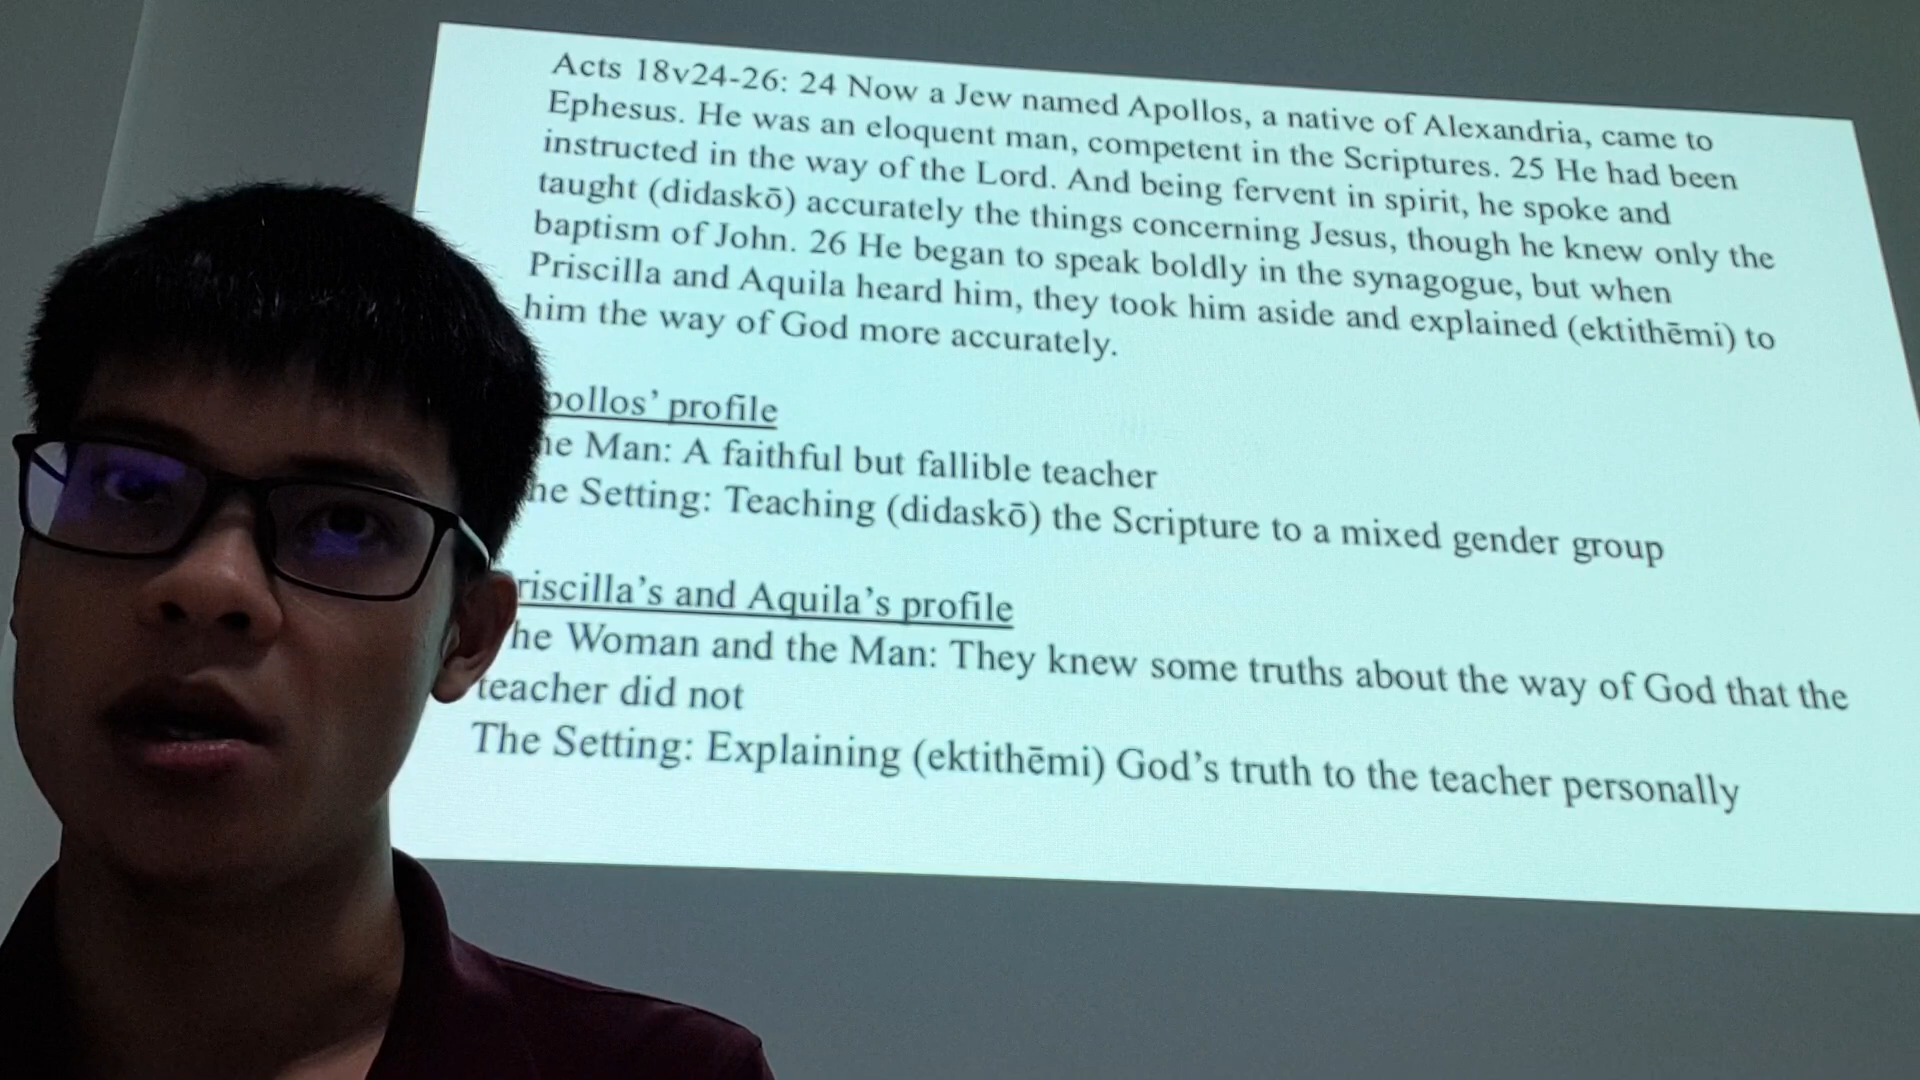 Acts 18v24-26: 24 Now a Jew named Apollos, a native of Alexandria, came to
Ephesus. He was an eloquent man, competent in the Scriptures. 25 He had been
instructed in the way of the Lord. And being fervent in spirit, he spoke and
taught (didaskō) accurately the things concerning Jesus, though he knew only the
baptism of John. 26 He began to speak boldly in the synagogue, but when
Priscilla and Aquila heard him, they took him aside and explained (ektithēmi) to
him the way of God more accurately.
pollos’ profile
he Man: A faithful but fallible teacher
he Setting: Teaching (didaskō) the Scripture to a mixed gender group
riscilla’s and Aquila’s profile
he Woman and the Man: They knew some truths about the way of God that the
teacher did not
The Setting: Explaining (ektithēmi) God’s truth to the teacher personally